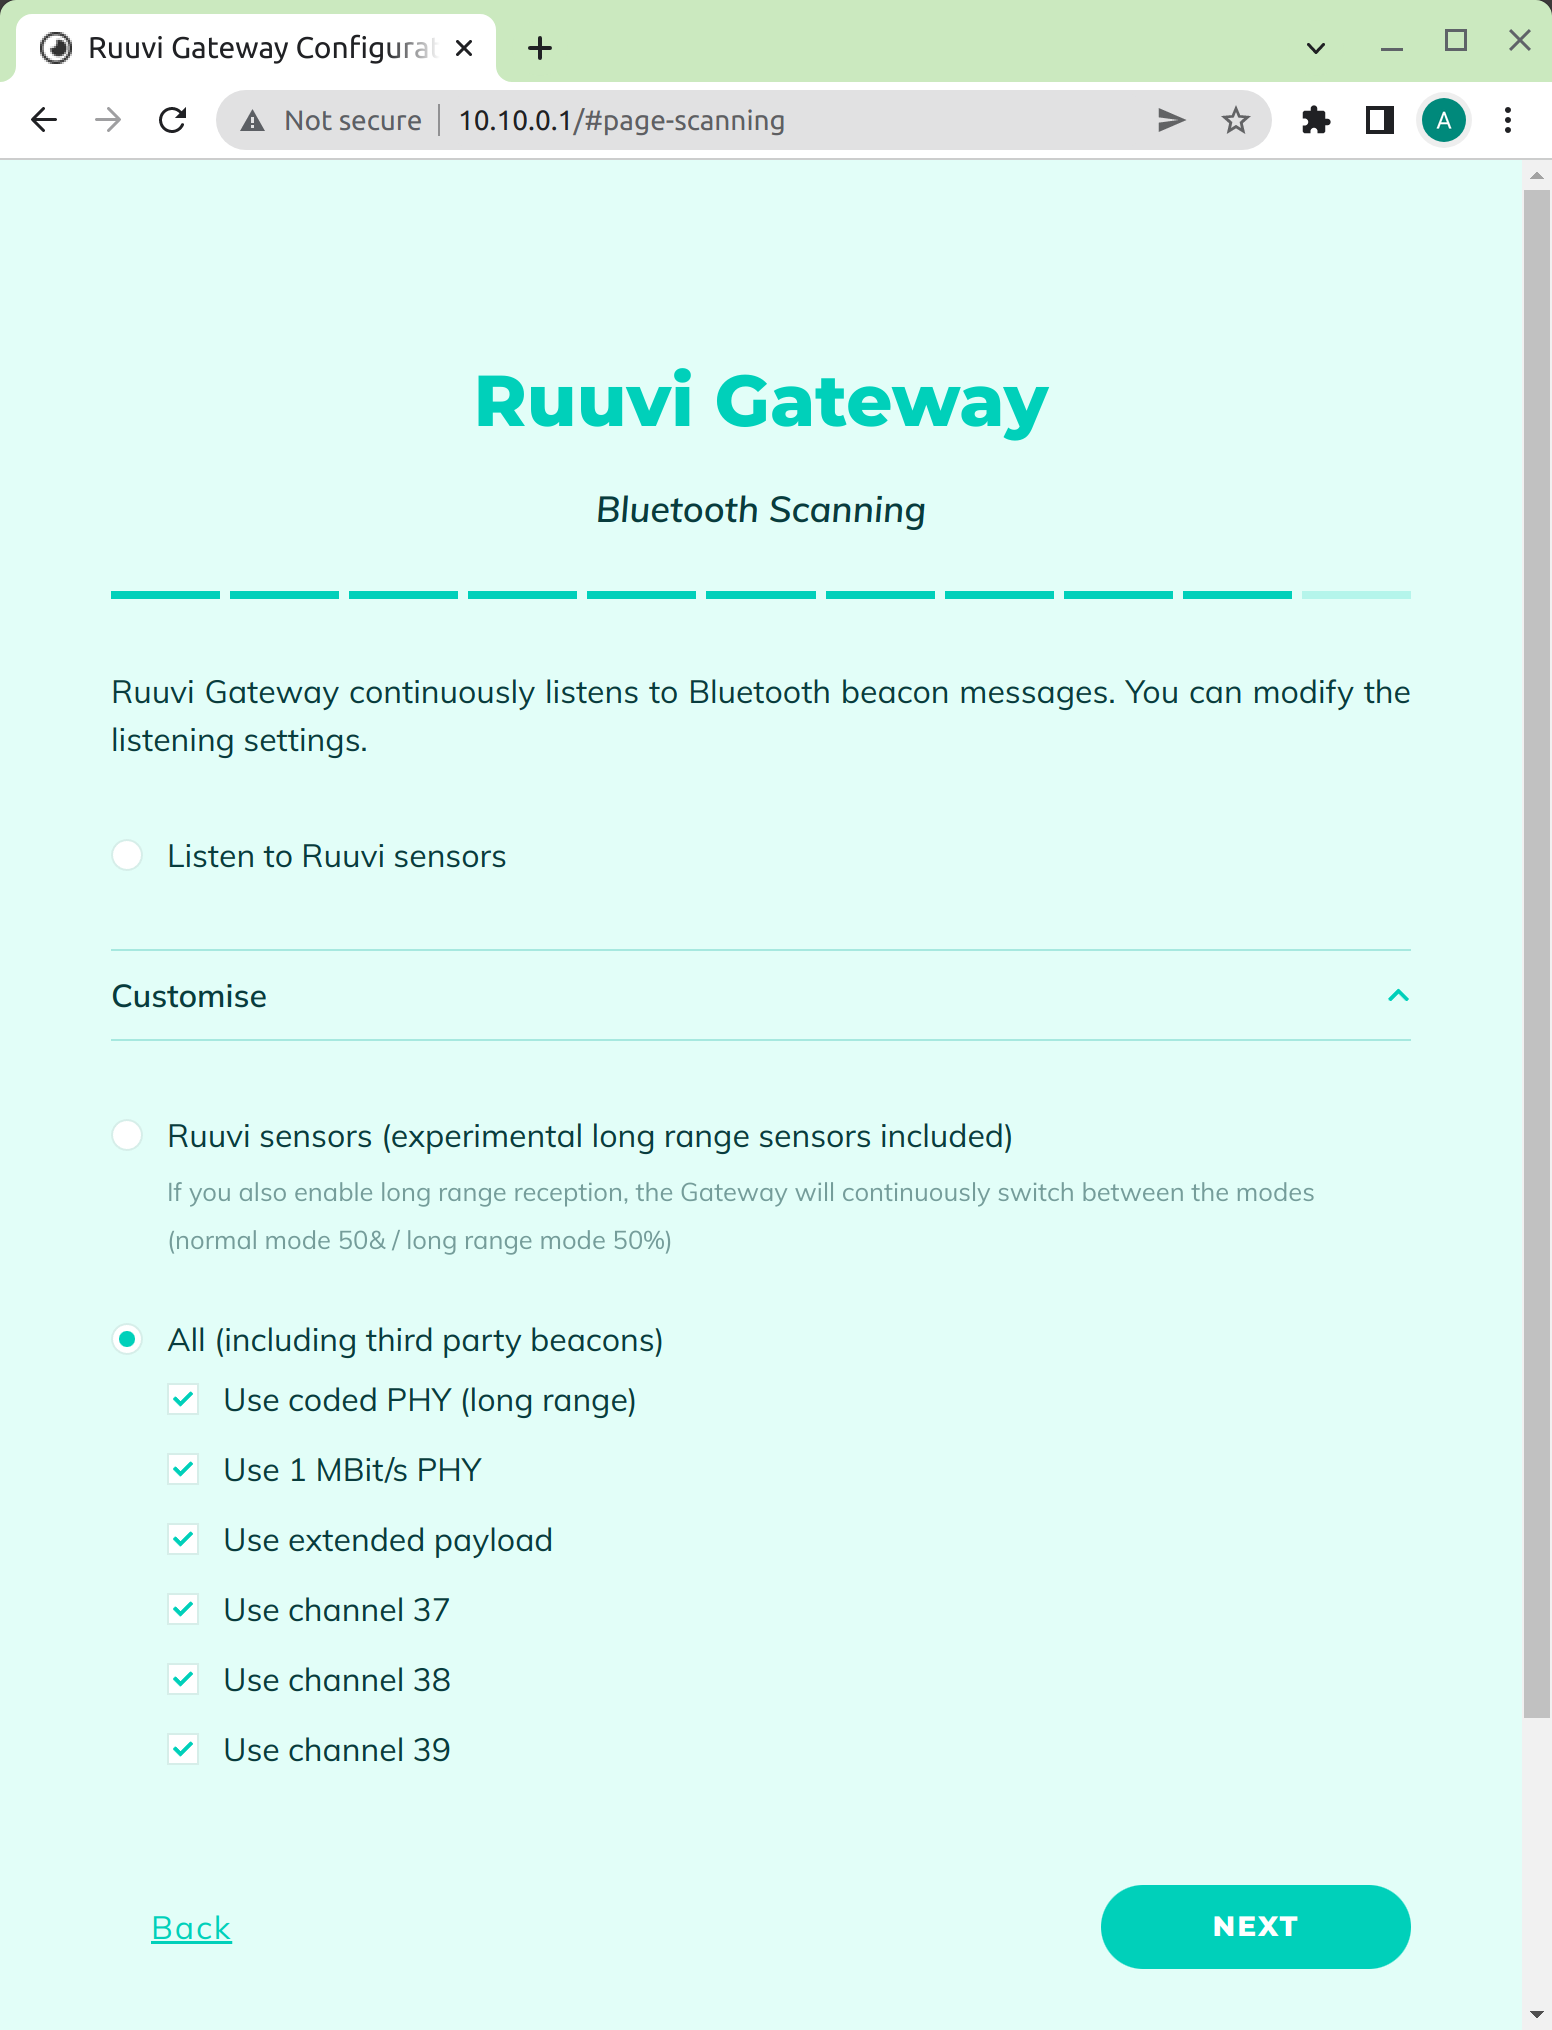 Ruuvi Gateway Configurat
Not secure
10.10.0.1/#page-scanning
A
Ruuvi Gateway
Bluetooth Scanning
Ruuvi Gateway continuously listens to Bluetooth beacon messages. You can modify the
listening settings.
Listen to Ruuvi sensors
Customise
Ruuvi sensors (experimental long range sensors included)
If you also enable long range reception, the Gateway will continuously switch between the modes
(normal mode 50& / long range mode 50%)
All (including third party beacons)
Use coded PHY (long range)
Use 1 MBit/s PHY
Use extended payload
Use channel 37
Use channel 38
Use channel 39
Back
NEXT